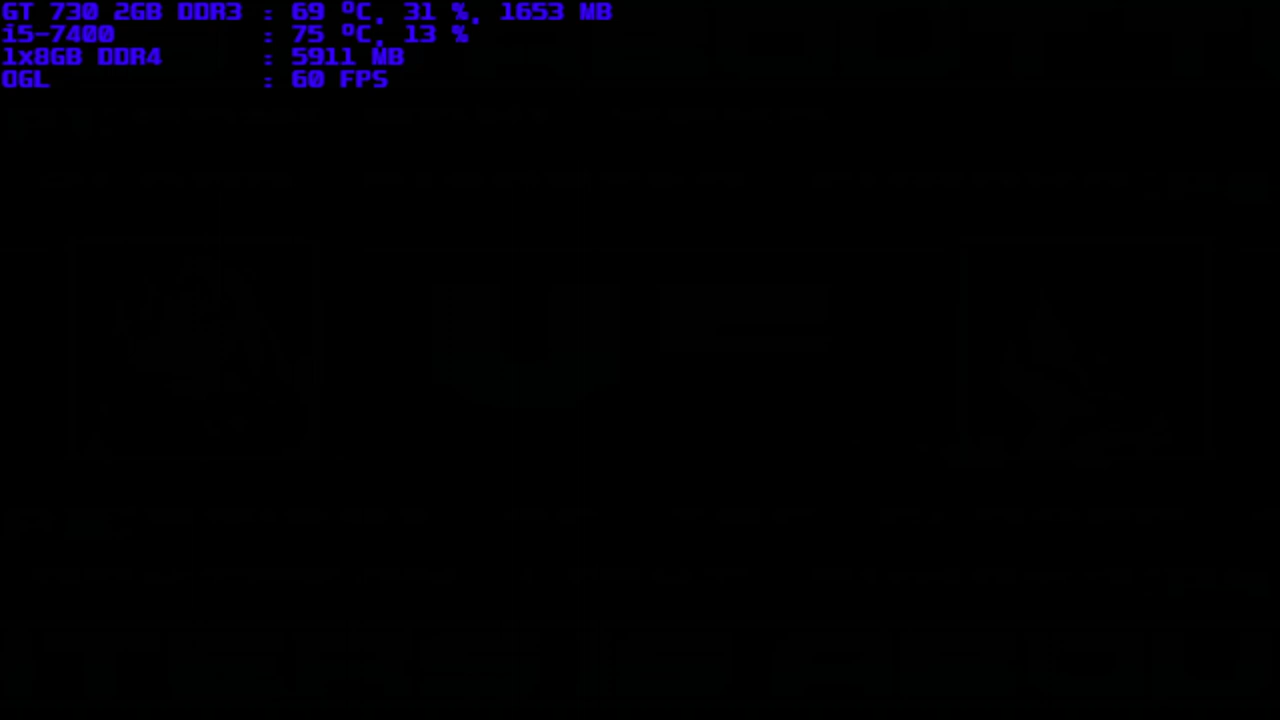 GT 730 2GB DDR3 : 69 ºC, 31 %, 1653 MB
i5-7400 : 75 ºC, 13 %
1x8GB DDR4 : 5911 MB
OGL : 60 FPS